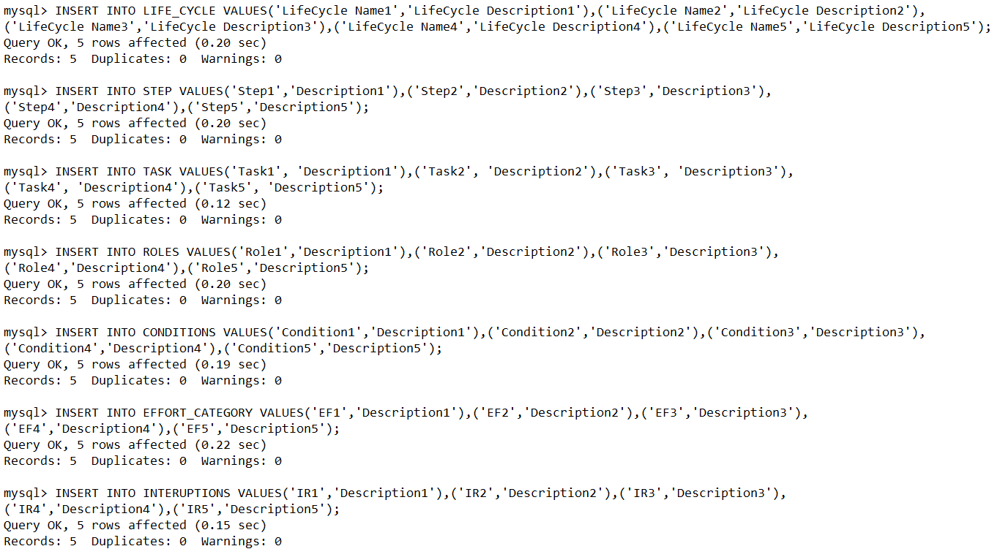 mysql> INSERT INTO LIFE_CYCLE VALUES('LifeCycle Name1','LifeCycle Description1'),('LifeCycle Name2','LifeCycle Description2'),
('LifeCycle Name3','LifeCycle Description3'),('LifeCycle Name4','LifeCycle Description4'),('LifeCycle Name5','LifeCycle Description5');
Query OK, 5 rows affected (0.20 sec)
Records: 5  Duplicates: 0  Warnings: 0

mysql> INSERT INTO STEP VALUES('Step1','Description1'),('Step2','Description2'),('Step3','Description3'),
('Step4','Description4'),('Step5','Description5');
Query OK, 5 rows affected (0.20 sec)
Records: 5  Duplicates: 0  Warnings: 0

mysql> INSERT INTO TASK VALUES('Task1', 'Description1'),('Task2', 'Description2'),('Task3', 'Description3'),
('Task4', 'Description4'),('Task5', 'Description5');
Query OK, 5 rows affected (0.12 sec)
Records: 5  Duplicates: 0  Warnings: 0

mysql> INSERT INTO ROLES VALUES('Role1','Description1'),('Role2','Description2'),('Role3','Description3'),
('Role4','Description4'),('Role5','Description5');
Query OK, 5 rows affected (0.20 sec)
Records: 5  Duplicates: 0  Warnings: 0

mysql> INSERT INTO CONDITIONS VALUES('Condition1','Description1'),('Condition2','Description2'),('Condition3','Description3'),
('Condition4','Description4'),('Condition5','Description5');
Query OK, 5 rows affected (0.19 sec)
Records: 5  Duplicates: 0  Warnings: 0

mysql> INSERT INTO EFFORT_CATEGORY VALUES('EF1','Description1'),('EF2','Description2'),('EF3','Description3'),
('EF4','Description4'),('EF5','Description5');
Query OK, 5 rows affected (0.22 sec)
Records: 5  Duplicates: 0  Warnings: 0

mysql> INSERT INTO INTERUPTIONS VALUES('IR1','Description1'),('IR2','Description2'),('IR3','Description3'),
('IR4','Description4'),('IR5','Description5');
Query OK, 5 rows affected (0.15 sec)
Records: 5  Duplicates: 0  Warnings: 0